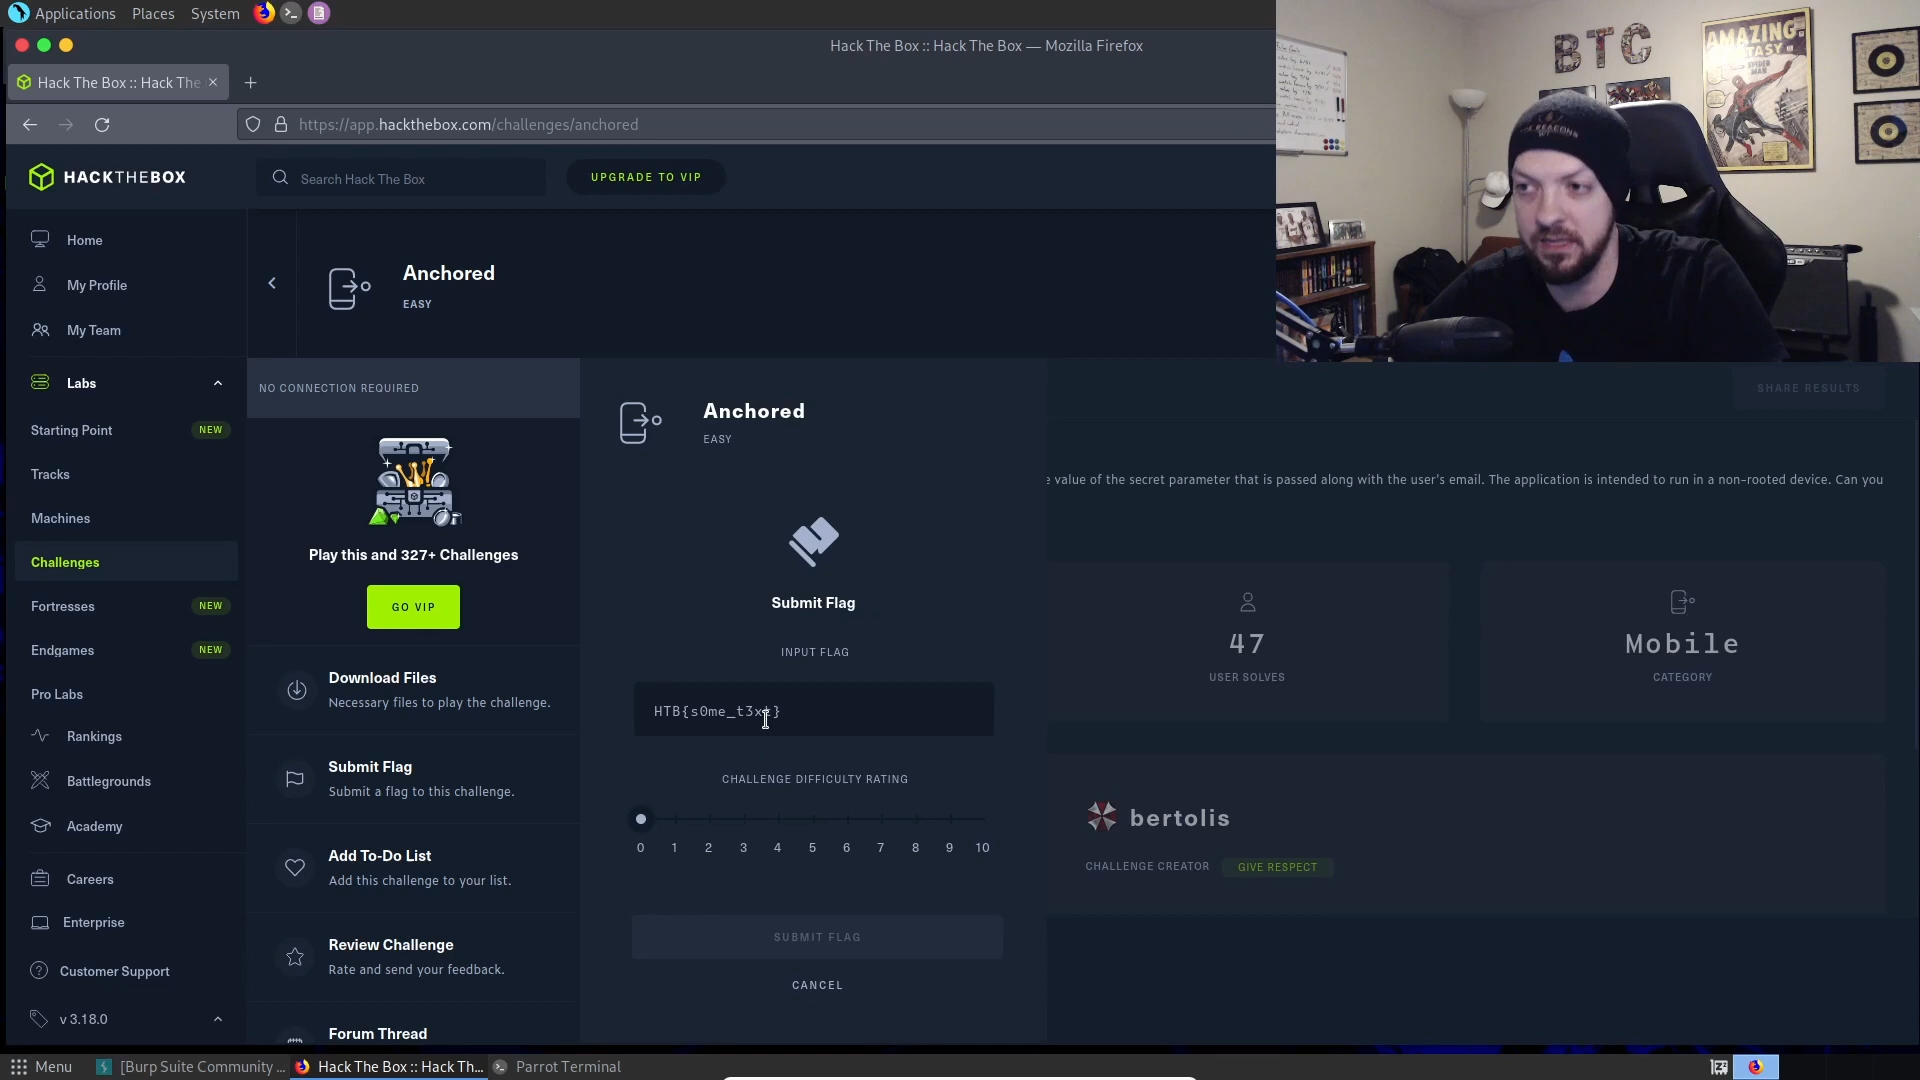 Applications Places System
Hack The Box :: Hack The Box — Mozilla Firefox
Hack The Box :: Hack The
https://app.hackthebox.com/challenges/anchored
HACKTHEBOX
Search Hack The Box
UPGRADE TO VIP
Home
My Profile
My Team
Labs
Starting Point NEW
Tracks
Machines
Challenges
Fortresses NEW
Endgames NEW
Pro Labs
Rankings
Battlegrounds
Academy
Careers
Enterprise
Customer Support
v 3.18.0
Anchored
EASY
NO CONNECTION REQUIRED
Play this and 327+ Challenges
GO VIP
Download Files
Necessary files to play the challenge.
Submit Flag
Submit a flag to this challenge.
Add To-Do List
Add this challenge to your list.
Review Challenge
Rate and send your feedback.
Forum Thread
Anchored
EASY
Submit Flag
INPUT FLAG
HTB{s0me_t3xt}
CHALLENGE DIFFICULTY RATING
0 1 2 3 4 5 6 7 8 9 10
SUBMIT FLAG
CANCEL
SHARE RESULTS
value of the secret parameter that is passed along with the user's email. The application is intended to run in a non-rooted device. Can you
47
USER SOLVES
Mobile
CATEGORY
bertolis
CHALLENGE CREATOR GIVE RESPECT
BTC
AMAZING
FANTASY
SPIDER
MAN
Menu [Burp Suite Community ... Hack The Box :: Hack Th... Parrot Terminal